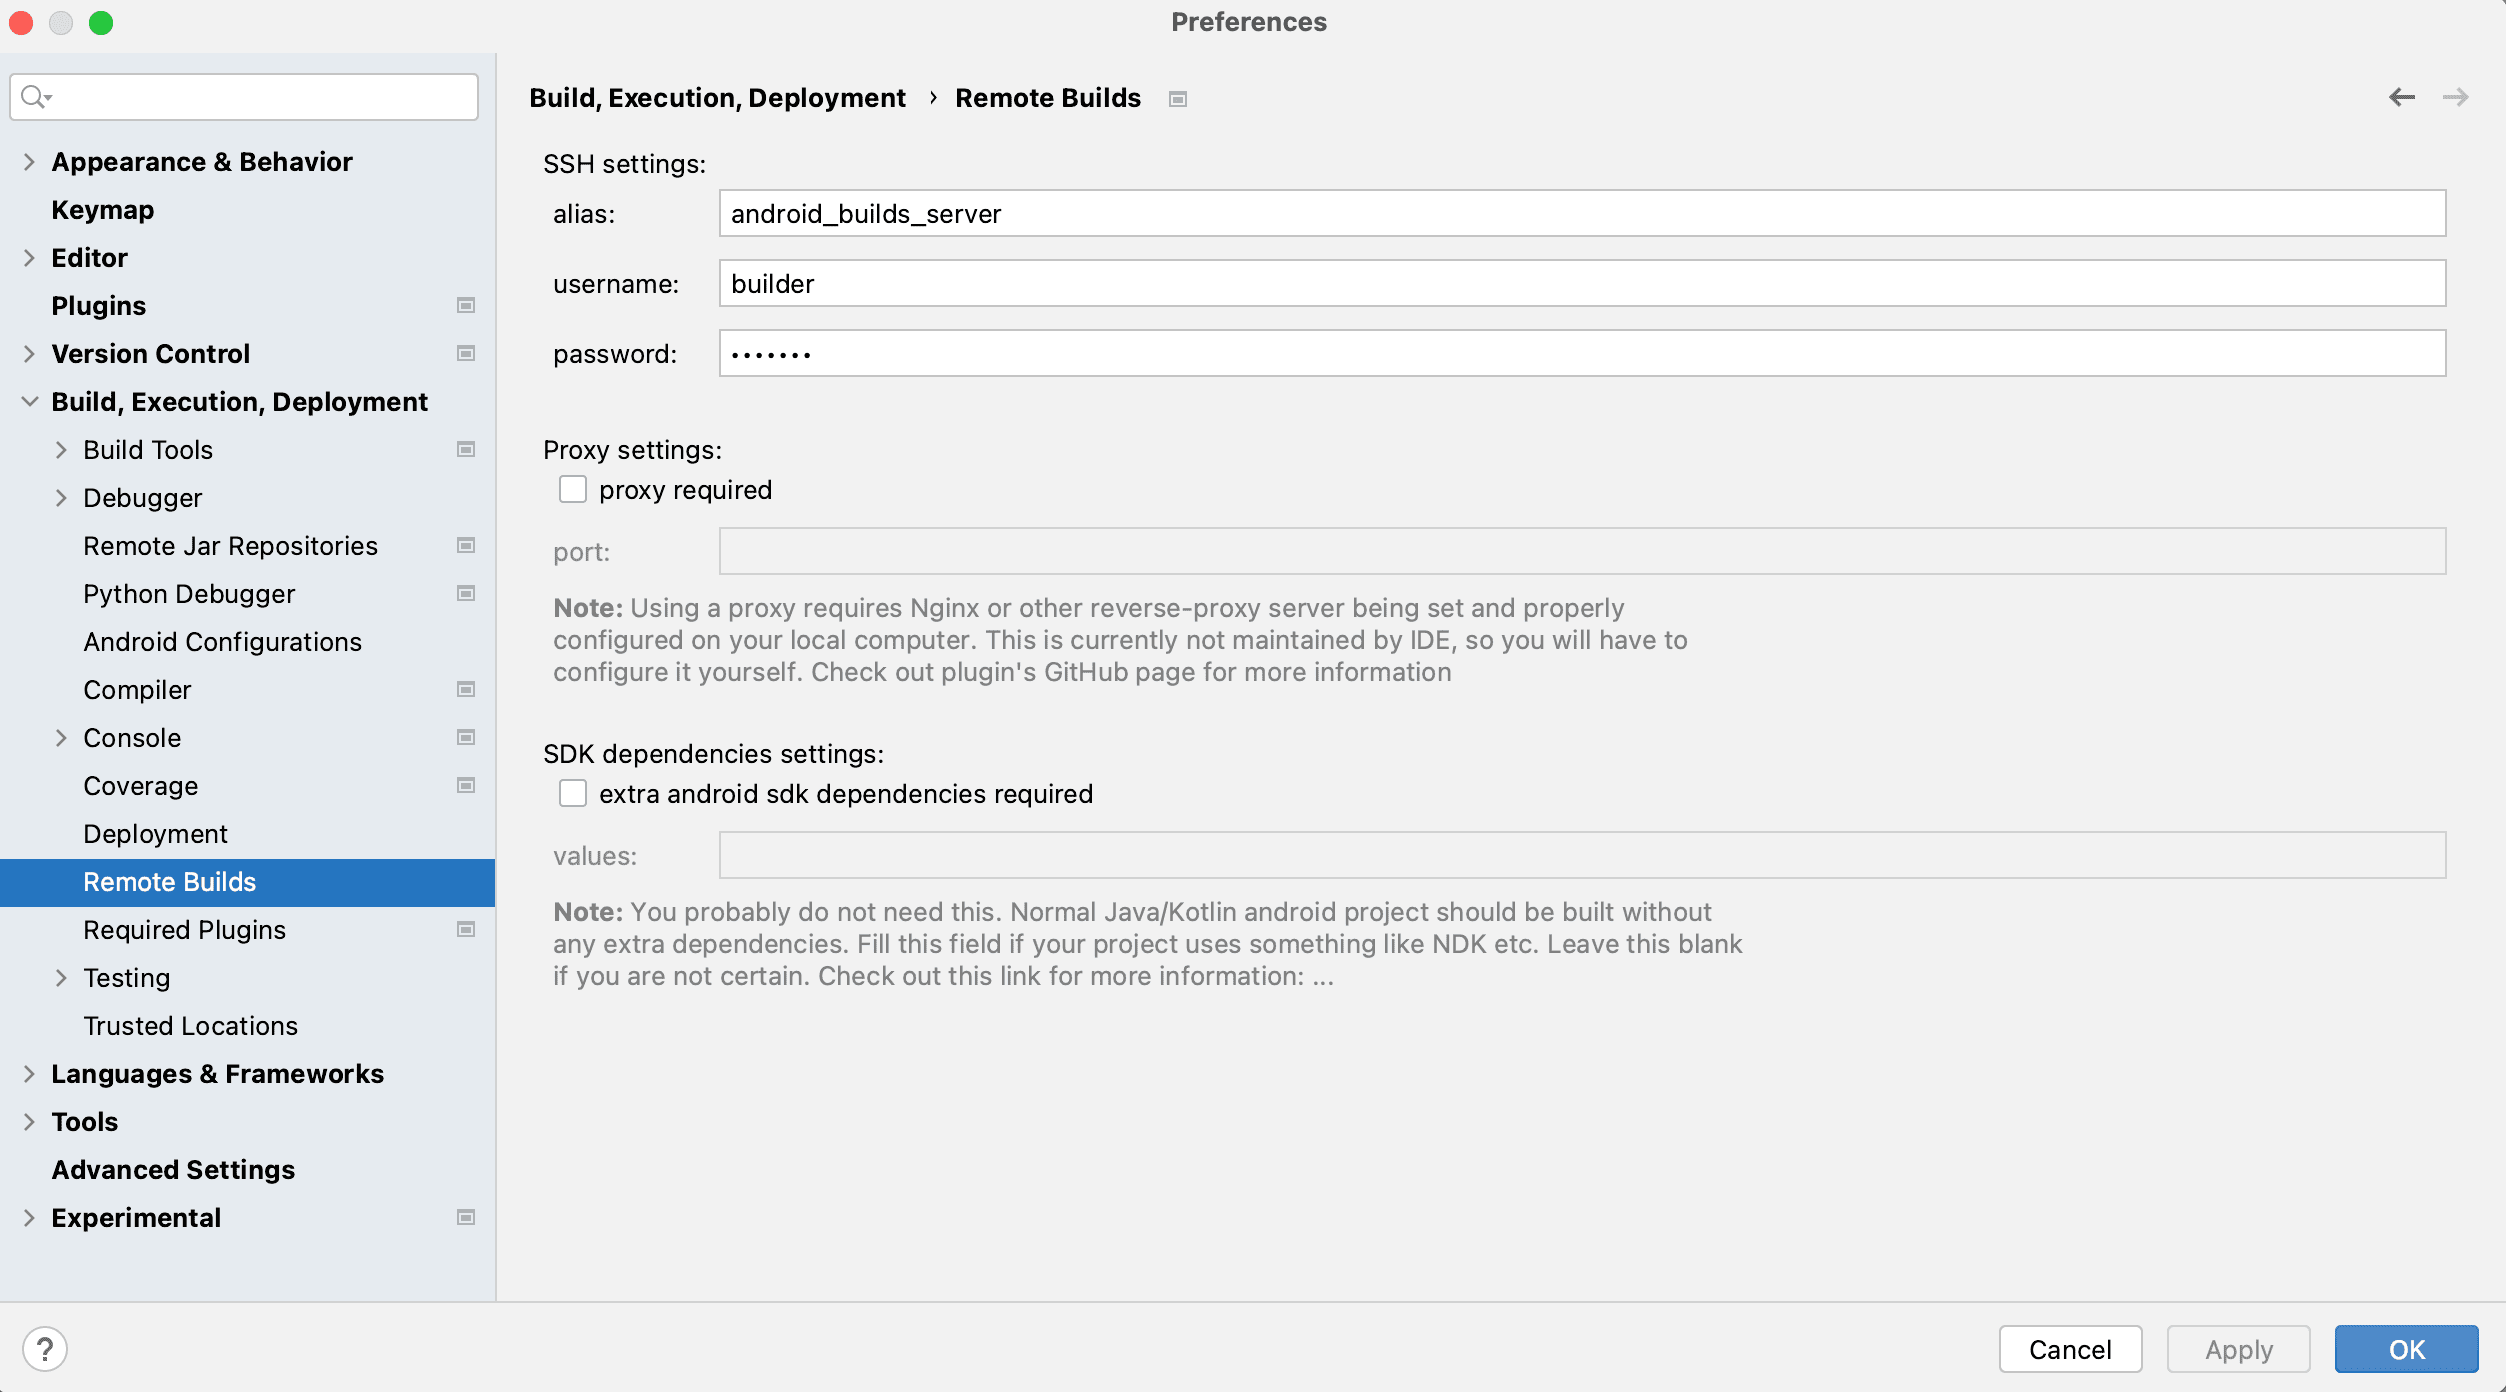 Preferences
Appearance & Behavior
Keymap
Editor
Plugins
Version Control
Build, Execution, Deployment
Build Tools
Debugger
Remote Jar Repositories
Python Debugger
Android Configurations
Compiler
Console
Coverage
Deployment
Remote Builds
Required Plugins
Testing
Trusted Locations
Languages & Frameworks
Tools
Advanced Settings
Experimental
Build, Execution, Deployment › Remote Builds
SSH settings:
alias: android_builds_server
username: builder
password: •••••••
Proxy settings:
proxy required
port:
Note: Using a proxy requires Nginx or other reverse-proxy server being set and properly
configured on your local computer. This is currently not maintained by IDE, so you will have to
configure it yourself. Check out plugin's GitHub page for more information
SDK dependencies settings:
extra android sdk dependencies required
values:
Note: You probably do not need this. Normal Java/Kotlin android project should be built without
any extra dependencies. Fill this field if your project uses something like NDK etc. Leave this blank
if you are not certain. Check out this link for more information: ...
?
Cancel
Apply
OK